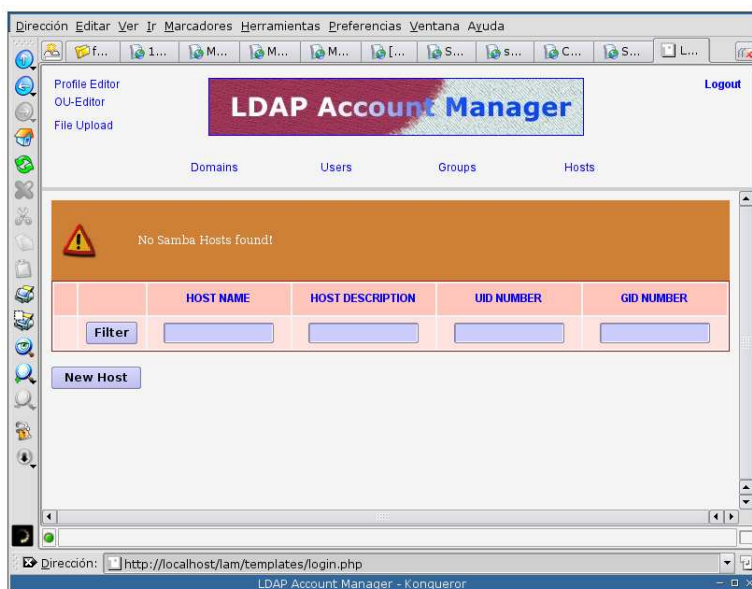 Dirección Editar Ver Ir Marcadores Herramientas Preferencias Ventana Ayuda
f... 1... M... M... M... [... S... s... C... S... L...
Profile Editor
OU-Editor
File Upload
LDAP Account Manager
Logout
Domains Users Groups Hosts
No Samba Hosts found!
HOST NAME HOST DESCRIPTION UID NUMBER GID NUMBER
Filter
New Host
Dirección: http://localhost/lam/templates/login.php
LDAP Account Manager - Konqueror